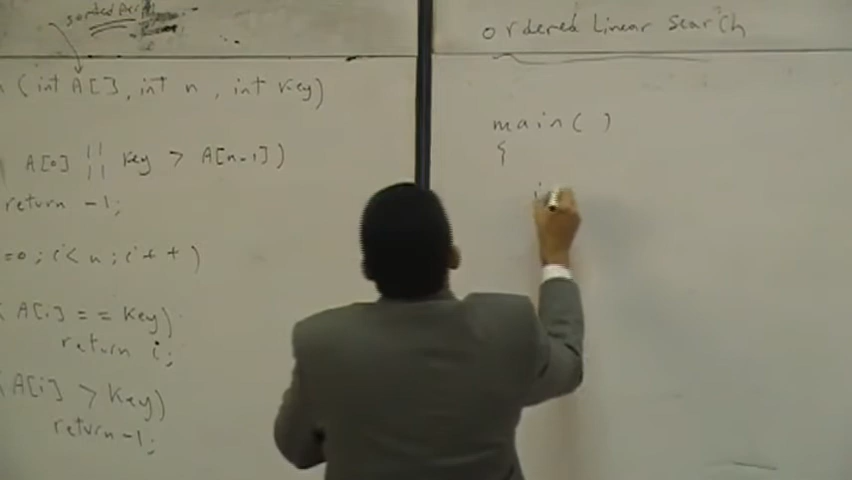 sorted Array
n (int A[], int n, int key)
A[0] || key > A[n-1])
return -1;
=0; i < n; i++)
( A[i] == key)
return i;
( A[i] > key)
return -1;
ordered Linear search
main( )
{
i